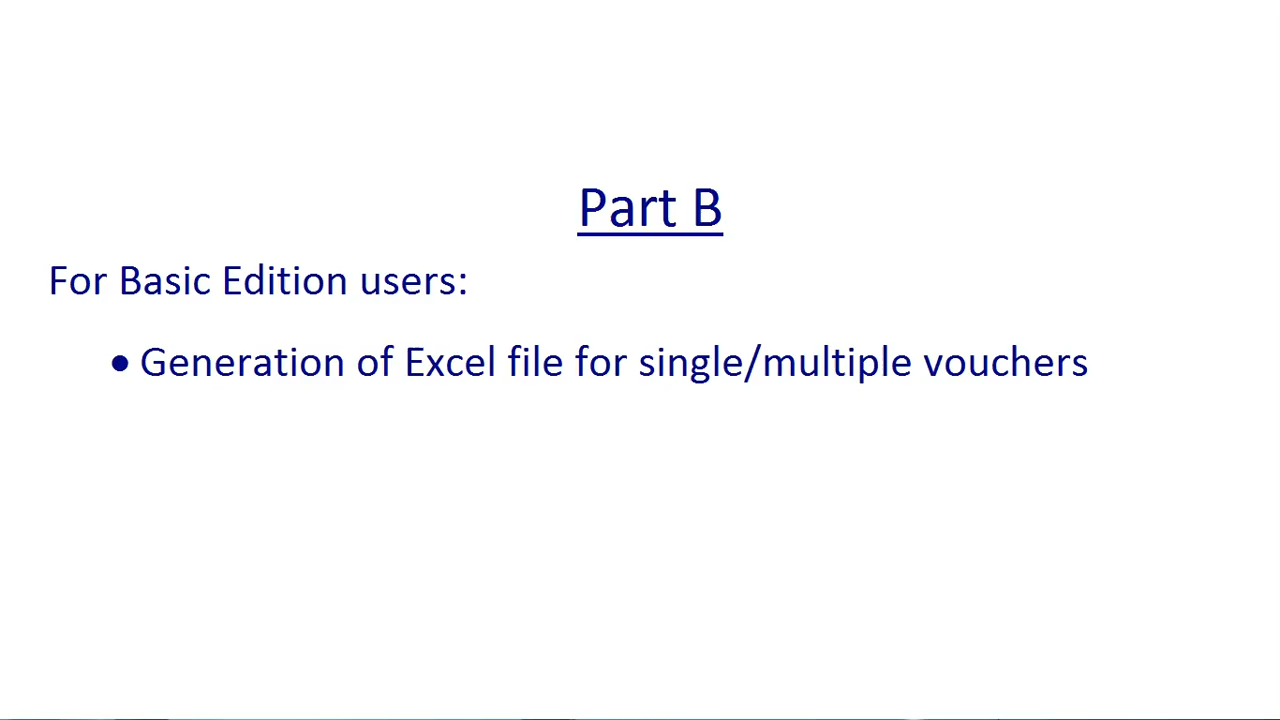 Part B
For Basic Edition users:
• Generation of Excel file for single/multiple vouchers